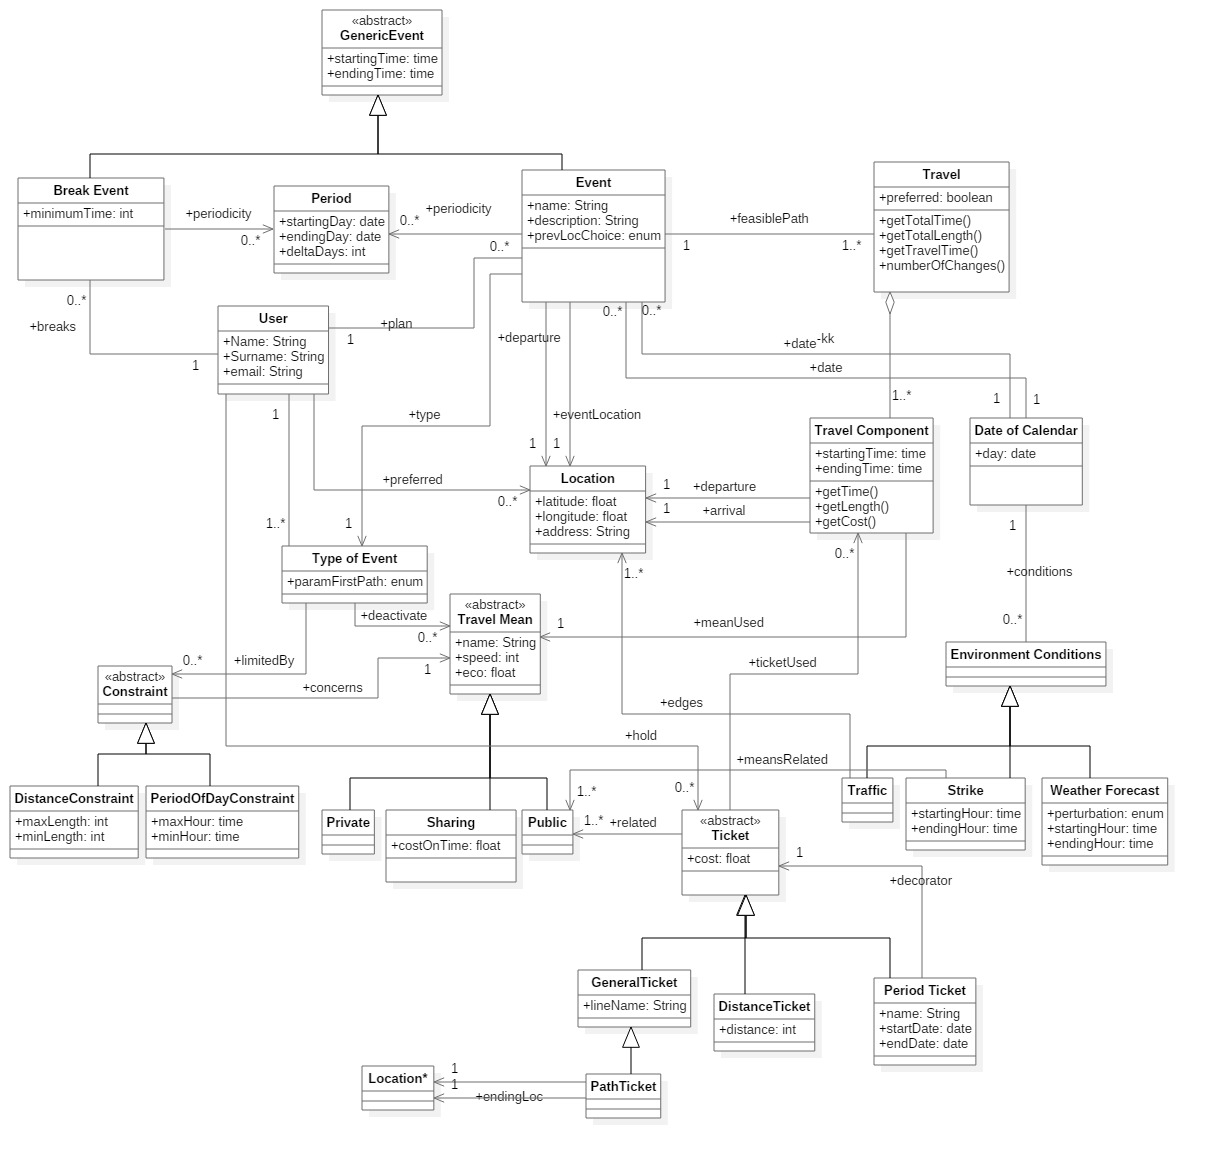 «abstract»
GenericEvent
+startingTime: time
+endingTime: time
Break Event
+minimumTime: int
+periodicity
0..*
Period
+startingDay: date
+endingDay: date
+deltaDays: int
+periodicity
0..*
Event
+name: String
+description: String
+prevLocChoice: enum
+feasiblePath
1
1..*
Travel
+preferred: boolean
+getTotalTime()
+getTotalLength()
+getTravelTime()
+numberOfChanges()
0..*
+breaks
1
User
+Name: String
+Surname: String
+email: String
+plan
1
0..*
+departure
0..*
0..*
+date
-kk
+date
1
1
1
+type
+eventLocation
1
1
1..*
Travel Component
+startingTime: time
+endingTime: time
+getTime()
+getLength()
+getCost()
Date of Calendar
+day: date
+preferred
0..*
Location
+latitude: float
+longitude: float
+address: String
1
+departure
1
+arrival
1..*
1
Type of Event
+paramFirstPath: enum
1..*
0..*
1
+conditions
0..*
+deactivate
0..*
«abstract»
Travel Mean
+name: String
+speed: int
+eco: float
1
+meanUsed
+ticketUsed
Environment Conditions
0..*
+limitedBy
1
+concerns
«abstract»
Constraint
+edges
+hold
0..*
+meansRelated
1..*
DistanceConstraint
+maxLength: int
+minLength: int
PeriodOfDayConstraint
+maxHour: time
+minHour: time
Private
Sharing
+costOnTime: float
Public
1..*
+related
«abstract»
Ticket
+cost: float
Traffic
Strike
+startingHour: time
+endingHour: time
Weather Forecast
+perturbation: enum
+startingHour: time
+endingHour: time
1
+decorator
GeneralTicket
+lineName: String
DistanceTicket
+distance: int
Period Ticket
+name: String
+startDate: date
+endDate: date
Location*
1
1
+endingLoc
PathTicket